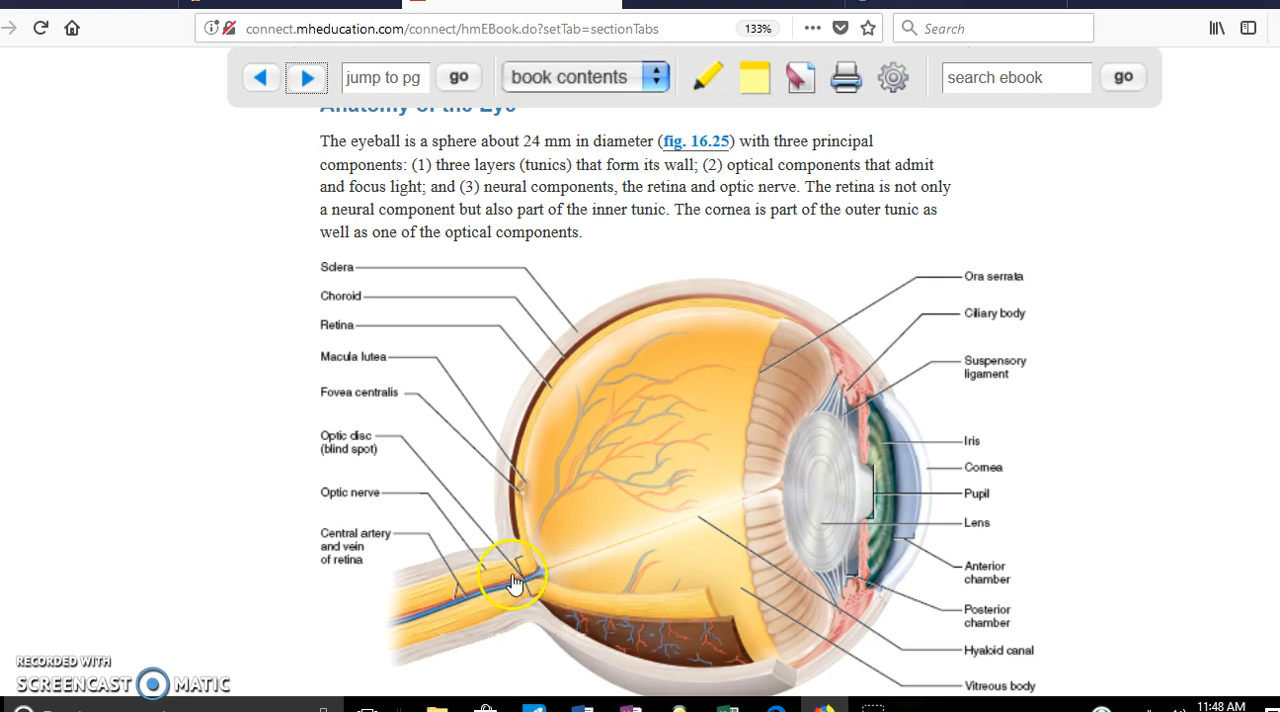 connect.mheducation.com/connect/hmEBook.do?setTab=sectionTabs
133%
Search
jump to pg
go
book contents
search ebook
go
Anatomy of the Eye
The eyeball is a sphere about 24 mm in diameter (fig. 16.25) with three principal
components: (1) three layers (tunics) that form its wall; (2) optical components that admit
and focus light; and (3) neural components, the retina and optic nerve. The retina is not only
a neural component but also part of the inner tunic. The cornea is part of the outer tunic as
well as one of the optical components.
Sclera
Choroid
Retina
Macula lutea
Fovea centralis
Optic disc
(blind spot)
Optic nerve
Central artery
and vein
of retina
Ora serrata
Ciliary body
Suspensory
ligament
Iris
Cornea
Pupil
Lens
Anterior
chamber
Posterior
chamber
Hyaloid canal
Vitreous body
RECORDED WITH
SCREENCAST MATIC
11:48 AM